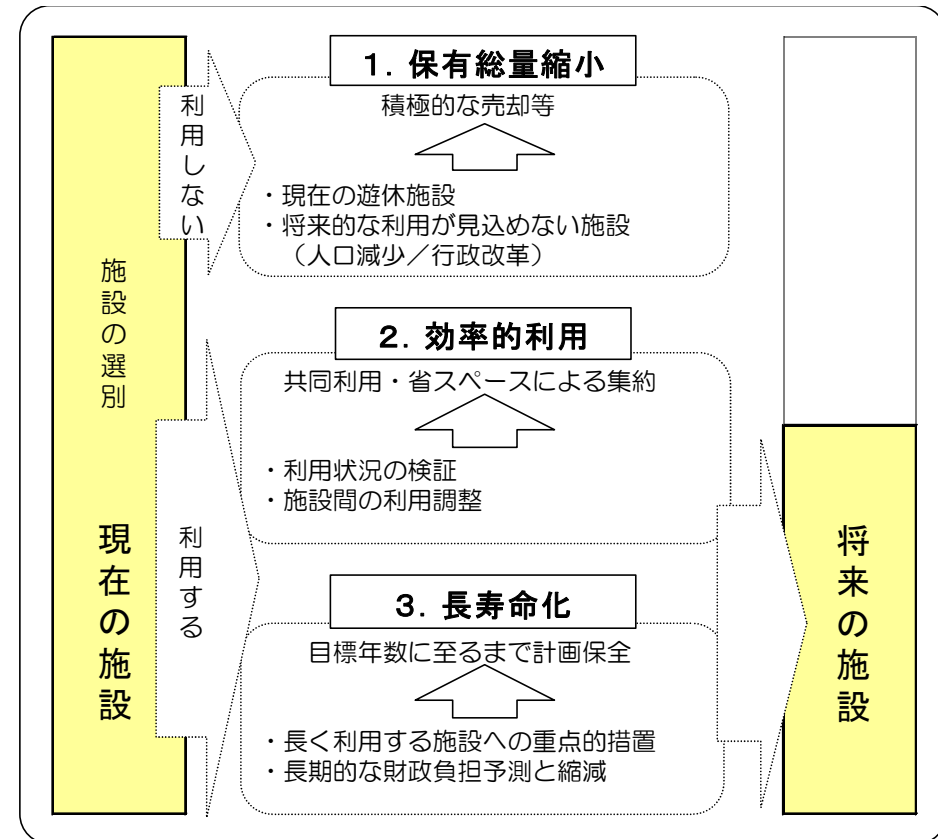 施設の選別
現在の施設
利用しない
1. 保有総量縮小
積極的な売却等
・現在の遊休施設
・将来的な利用が見込めない施設
（人口減少／行政改革）
利用する
2. 効率的利用
共同利用・省スペースによる集約
・利用状況の検証
・施設間の利用調整
3. 長寿命化
目標年数に至るまで計画保全
・長く利用する施設への重点的措置
・長期的な財政負担予測と縮減
将来の施設